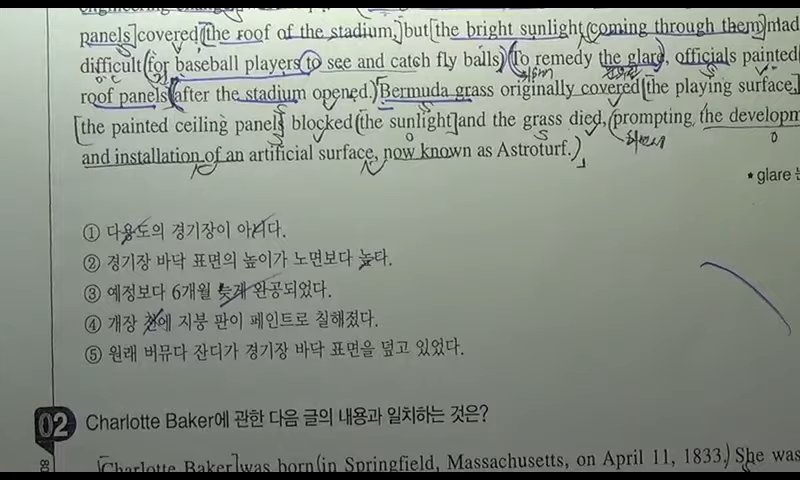 engineering
panels covered the roof of the stadium, but the bright sunlight coming through them mad
difficult for baseball players to see and catch fly balls. To remedy the glare, officials painted
roof panels after the stadium opened. Bermuda grass originally covered the playing surface,
the painted ceiling panels blocked the sunlight and the grass died, prompting the developm
and installation of an artificial surface, now known as Astroturf.
* glare 눈
① 다용도의 경기장이 아니다.
② 경기장 바닥 표면의 높이가 노면보다 높다.
③ 예정보다 6개월 늦게 완공되었다.
④ 개장 전에 지붕 판이 페인트로 칠해졌다.
⑤ 원래 버뮤다 잔디가 경기장 바닥 표면을 덮고 있었다.
02 Charlotte Baker에 관한 다음 글의 내용과 일치하는 것은?
Charlotte Baker was born in Springfield, Massachusetts, on April 11, 1833. She was